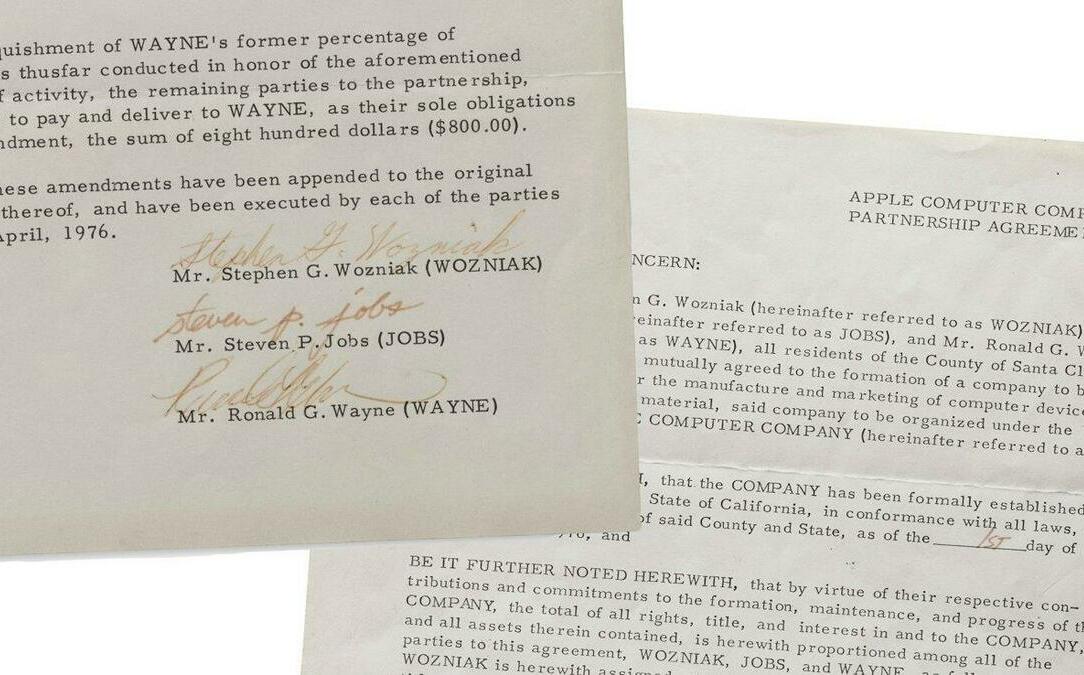 quishment of WAYNE's former percentage of
s thusfar conducted in honor of the aforementioned
f activity, the remaining parties to the partnership,
to pay and deliver to WAYNE, as their sole obligations
ndment, the sum of eight hundred dollars ($800.00).
hese amendments have been appended to the original
thereof, and have been executed by each of the parties
April, 1976.
Stephen G. Wozniak
Mr. Stephen G. Wozniak (WOZNIAK)
steven p. jobs
Mr. Steven P. Jobs (JOBS)
Mr. Ronald G. Wayne (WAYNE)
APPLE COMPUTER COMP
PARTNERSHIP AGREEME
NCERN:
n G. Wozniak (hereinafter referred to as WOZNIAK)
einafter referred to as JOBS), and Mr. Ronald G. W
as WAYNE), all residents of the County of Santa Cl
mutually agreed to the formation of a company to b
r the manufacture and marketing of computer device
material, said company to be organized under the
E COMPUTER COMPANY (hereinafter referred to a
H, that the COMPANY has been formally established
State of California, in conformance with all laws,
of said County and State, as of the 1ST day of
and
BE IT FURTHER NOTED HEREWITH, that by virtue of their respective con-
tributions and commitments to the formation, maintenance, and progress of th
COMPANY, the total of all rights, title, and interest in and to the COMPANY,
and all assets therein contained, is herewith proportioned among all of the
parties to this agreement, WOZNIAK, JOBS, and WAYNE,
WOZNIAK is herewith assigned